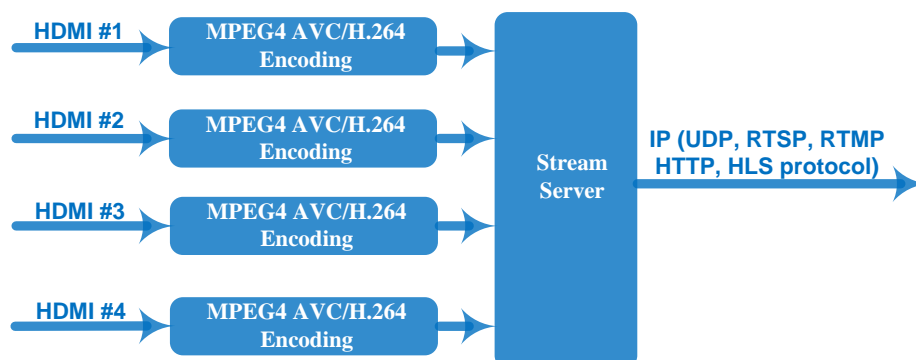 HDMI #1
MPEG4 AVC/H.264
Encoding
HDMI #2
MPEG4 AVC/H.264
Encoding
HDMI #3
MPEG4 AVC/H.264
Encoding
HDMI #4
MPEG4 AVC/H.264
Encoding
Stream
Server
IP (UDP, RTSP, RTMP
HTTP, HLS protocol)